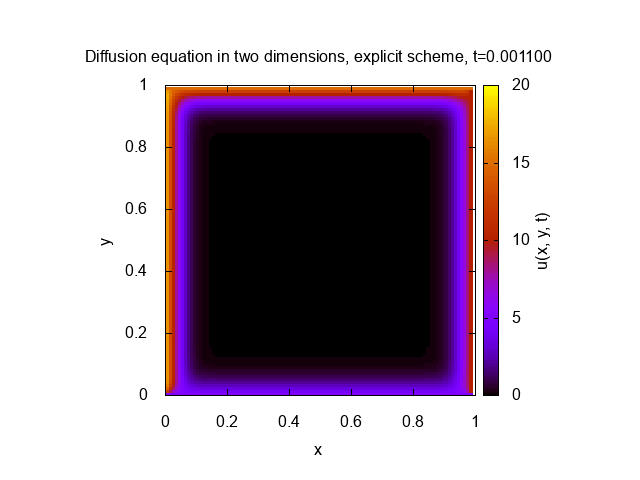 Diffusion equation in two dimensions, explicit scheme, t=0.001100
1
0.8
0.6
0.4
0.2
0
y
0 0.2 0.4 0.6 0.8 1
x
20
15
10
5
0
u(x, y, t)